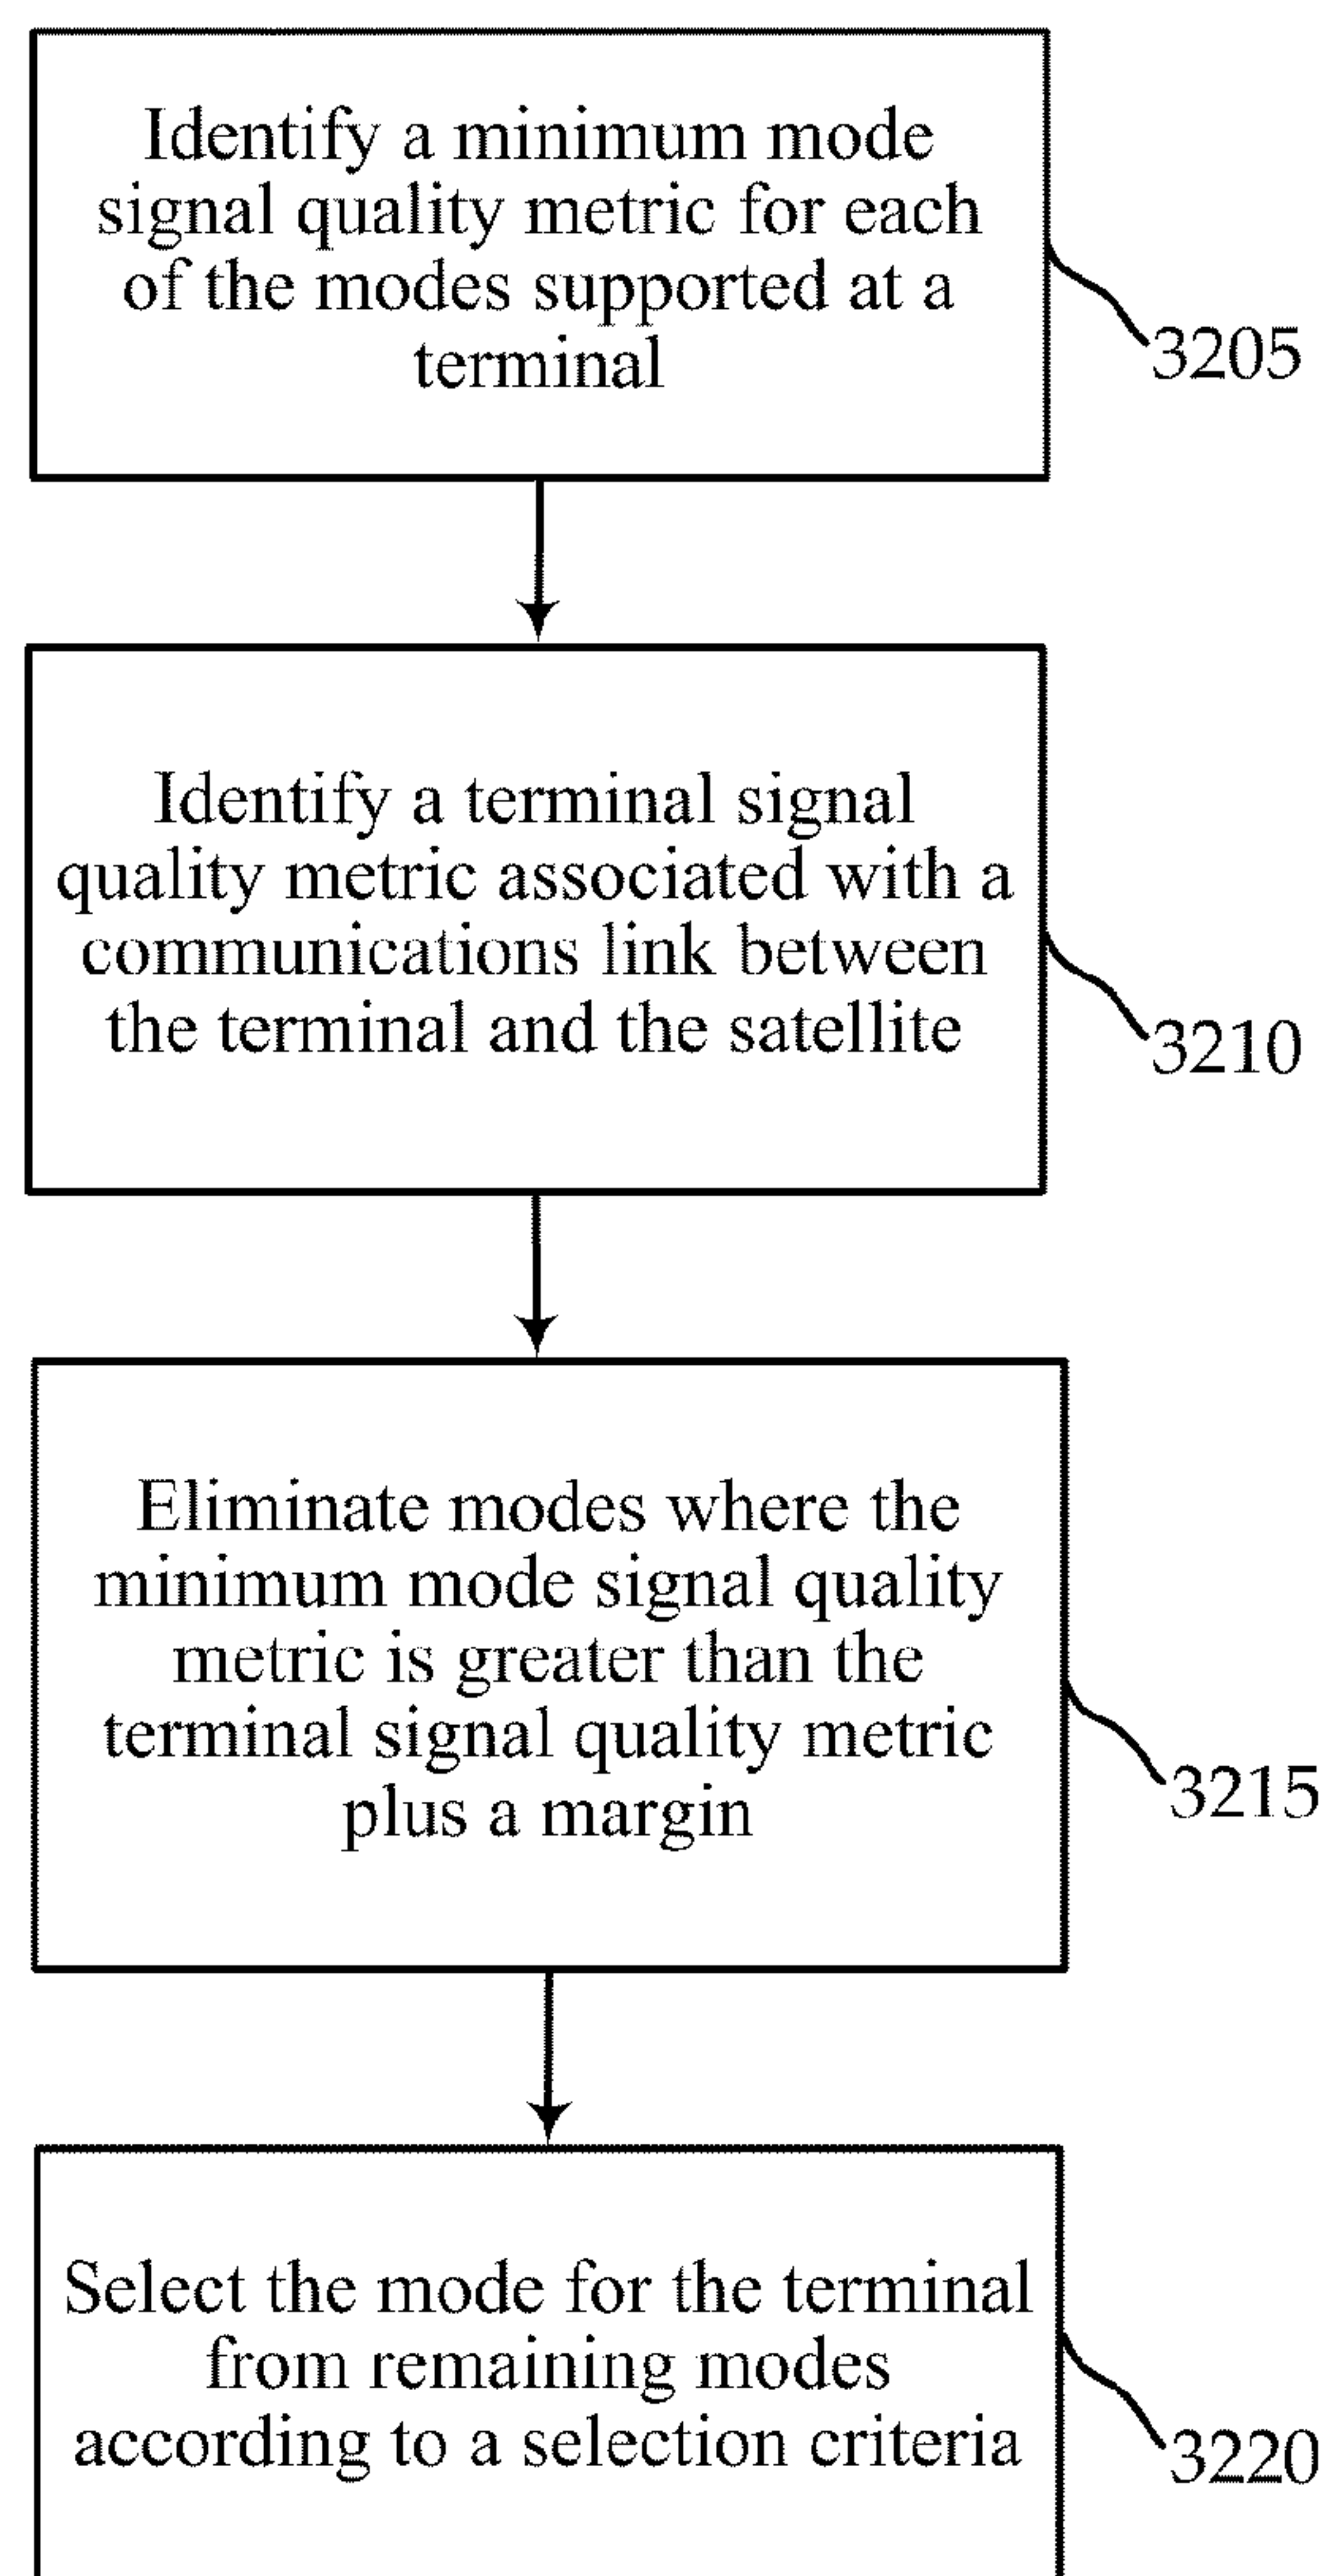 Identify a minimum mode
signal quality metric for each
of the modes supported at a
terminal
3205
Identify a terminal signal
quality metric associated with a
communications link between
the terminal and the satellite
3210
Eliminate modes where the
minimum mode signal quality
metric is greater than the
terminal signal quality metric
plus a margin
3215
Select the mode for the terminal
from remaining modes
according to a selection criteria
3220